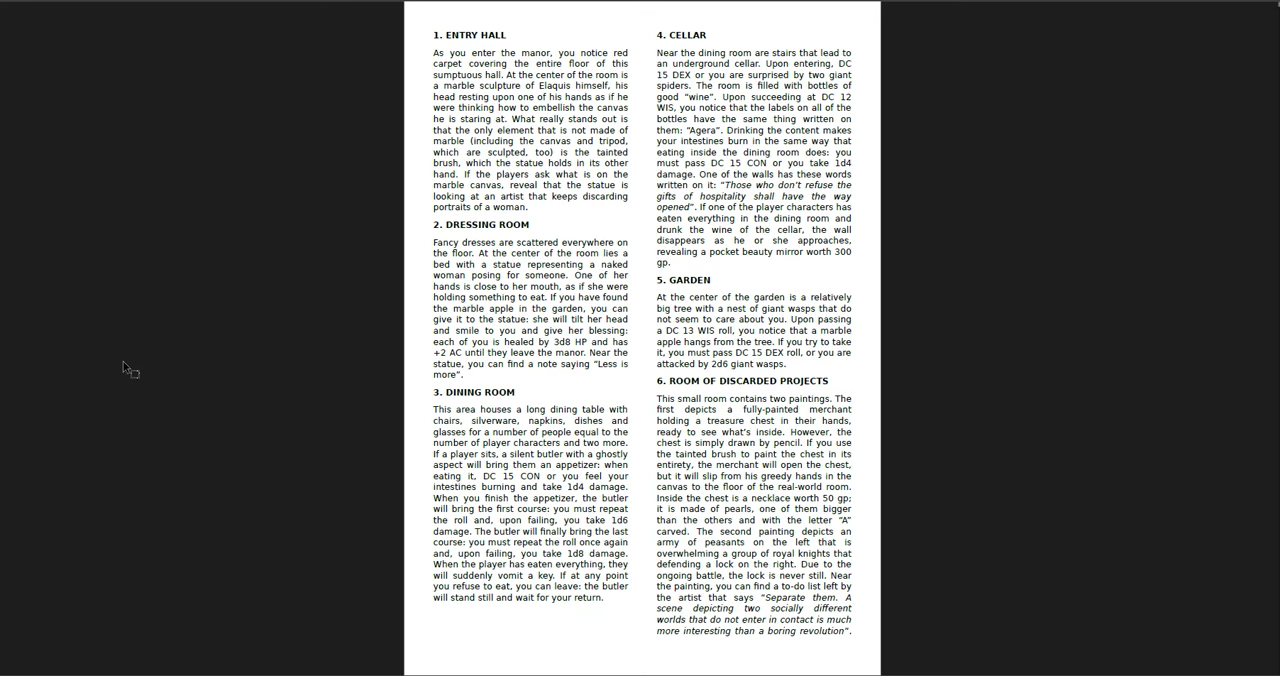 1. ENTRY HALL
As you enter the manor, you notice red
carpet covering the entire floor of this
sumptuous hall. At the center of the room is
a marble sculpture of Elaquis himself, his
head resting upon one of his hands as if he
were thinking how to embellish the canvas
he is staring at. What really stands out is
that the only element that is not made of
marble (including the canvas and tripod,
which are sculpted, too) is the tainted
brush, which the statue holds in its other
hand. If the players ask what is on the
marble canvas, reveal that the statue is
looking at an artist that keeps discarding
portraits of a woman.
2. DRESSING ROOM
Fancy dresses are scattered everywhere on
the floor. At the center of the room lies a
bed with a statue representing a naked
woman posing for someone. One of her
hands is close to her mouth, as if she were
holding something to eat. If you have found
the marble apple in the garden, you can
give it to the statue: she will tilt her head
and smile to you and give her blessing:
each of you is healed by 3d8 HP and has
+2 AC until they leave the manor. Near the
statue, you can find a note saying “Less is
more”.
3. DINING ROOM
This area houses a long dining table with
chairs, silverware, napkins, dishes and
glasses for a number of people equal to the
number of player characters and two more.
If a player sits, a silent butler with a ghostly
aspect will bring them an appetizer: when
eating it, DC 15 CON or you feel your
intestines burning and take 1d4 damage.
When you finish the appetizer, the butler
will bring the first course: you must repeat
the roll and, upon failing, you take 1d6
damage. The butler will finally bring the last
course: you must repeat the roll once again
and, upon failing, you take 1d8 damage.
When the player has eaten everything, they
will suddenly vomit a key. If at any point
you refuse to eat, you can leave: the butler
will stand still and wait for your return.
4. CELLAR
Near the dining room are stairs that lead to
an underground cellar. Upon entering, DC
15 DEX or you are surprised by two giant
spiders. The room is filled with bottles of
good “wine”. Upon succeeding at DC 12
WIS, you notice that the labels on all of the
bottles have the same thing written on
them: “Agera”. Drinking the content makes
your intestines burn in the same way that
eating inside the dining room does: you
must pass DC 15 CON or you take 1d4
damage. One of the walls has these words
written on it: “Those who don’t refuse the
gifts of hospitality shall have the way
opened”. If one of the player characters has
eaten everything in the dining room and
drunk the wine of the cellar, the wall
disappears as he or she approaches,
revealing a pocket beauty mirror worth 300
gp.
5. GARDEN
At the center of the garden is a relatively
big tree with a nest of giant wasps that do
not seem to care about you. Upon passing
a DC 13 WIS roll, you notice that a marble
apple hangs from the tree. If you try to take
it, you must pass DC 15 DEX roll, or you are
attacked by 2d6 giant wasps.
6. ROOM OF DISCARDED PROJECTS
This small room contains two paintings. The
first depicts a fully-painted merchant
holding a treasure chest in their hands,
ready to see what’s inside. However, the
chest is simply drawn by pencil. If you use
the tainted brush to paint the chest in its
entirety, the merchant will open the chest,
but it will slip from his greedy hands in the
canvas to the floor of the real-world room.
Inside the chest is a necklace worth 50 gp;
it is made of pearls, one of them bigger
than the others and with the letter “A”
carved. The second painting depicts an
army of peasants on the left that is
overwhelming a group of royal knights that
defending a lock on the right. Due to the
ongoing battle, the lock is never still. Near
the painting, you can find a to-do list left by
the artist that says “Separate them. A
scene depicting two socially different
worlds that do not enter in contact is much
more interesting than a boring revolution”.